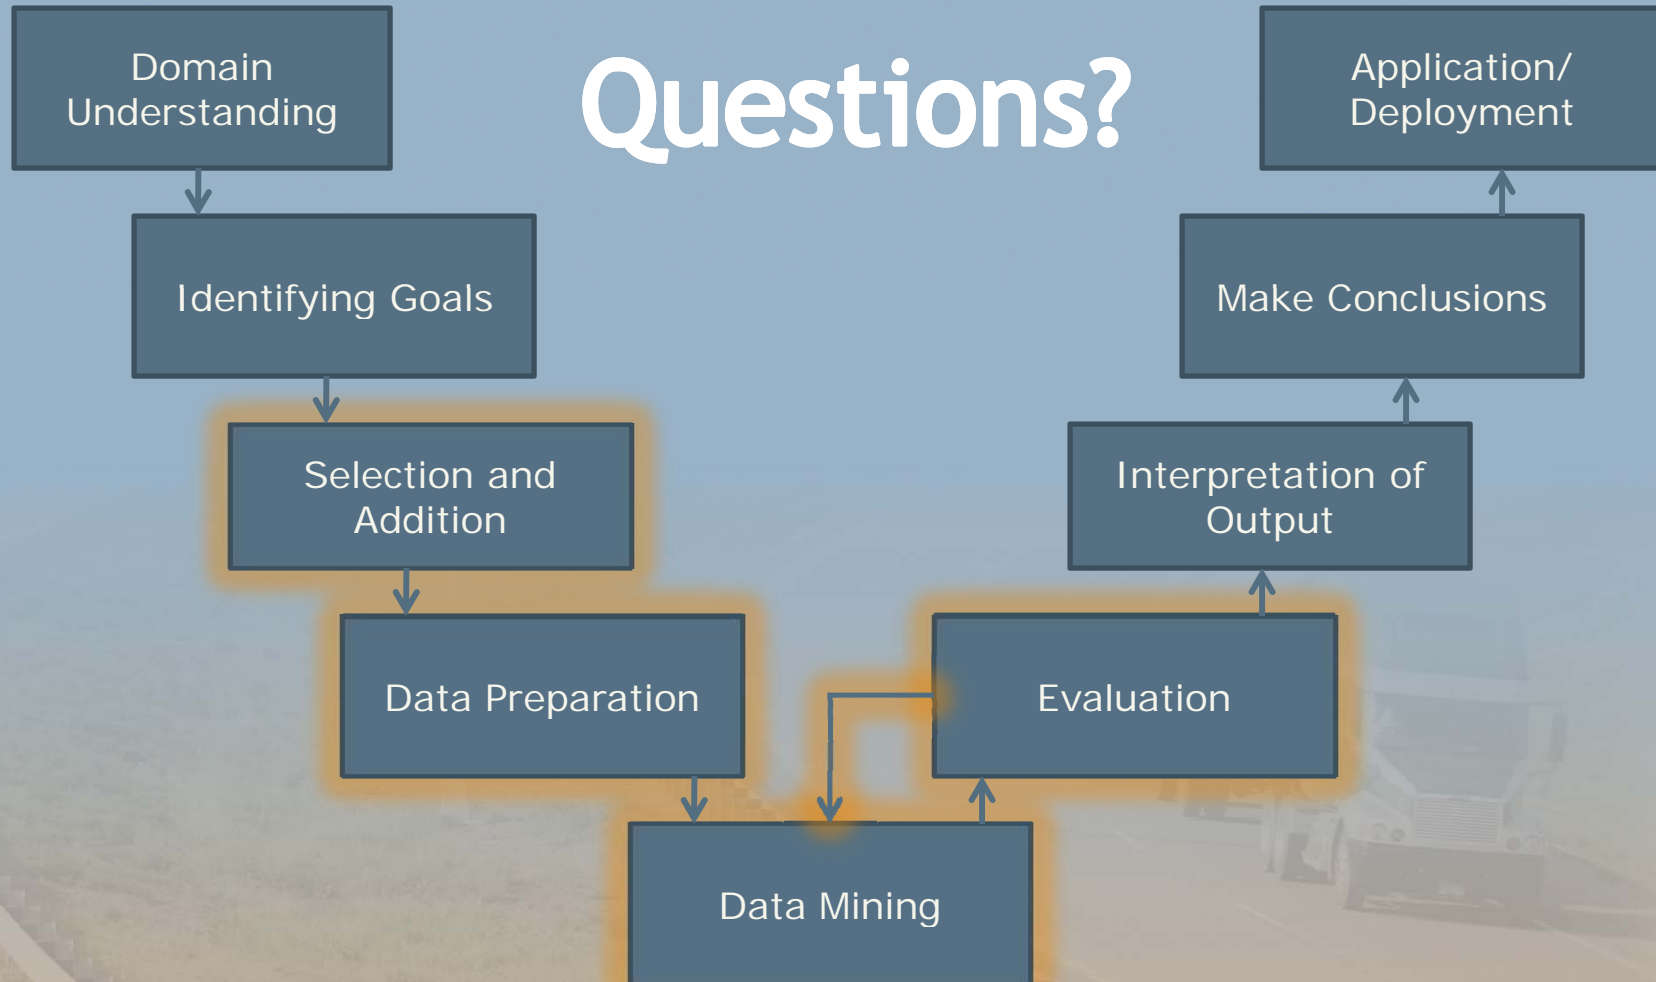 Questions?
Domain
Understanding
Identifying Goals
Selection and
Addition
Data Preparation
Data Mining
Evaluation
Interpretation of
Output
Make Conclusions
Application/
Deployment